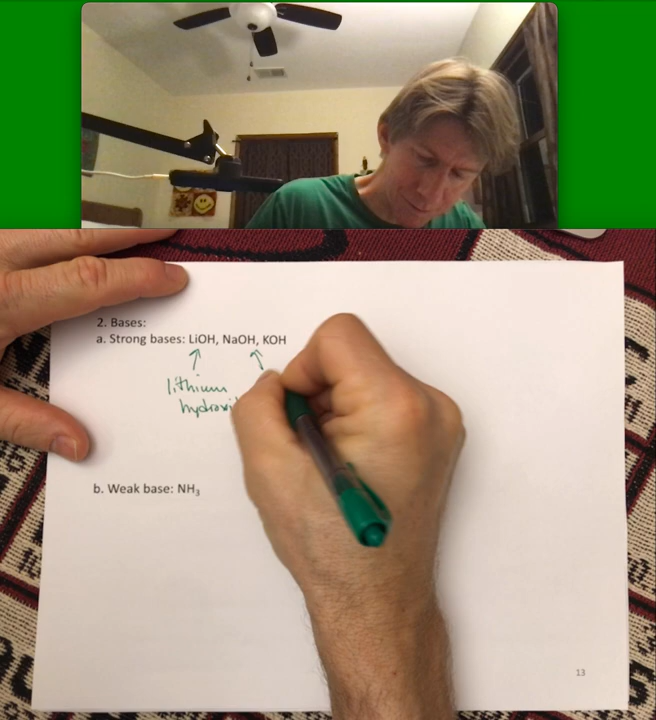 2. Bases:
a. Strong bases: LiOH, NaOH, KOH
lithium
b. Weak base: NH₃
13